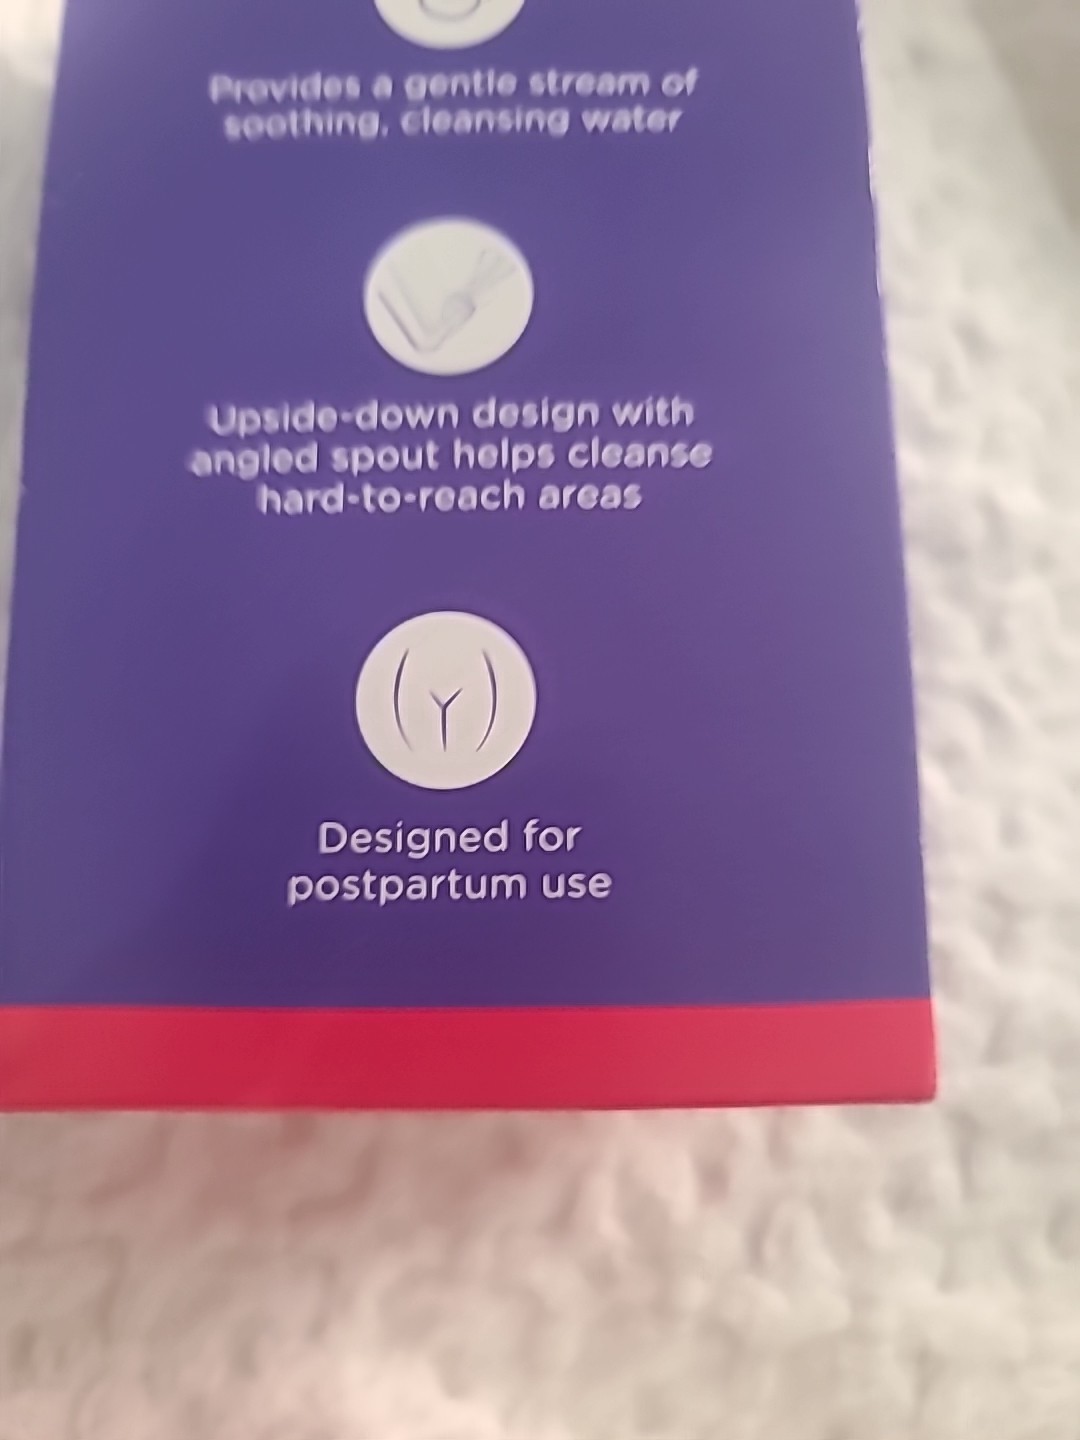 Provides a gentle stream of
soothing, cleansing water
Upside-down design with
angled spout helps cleanse
hard-to-reach areas
Designed for
postpartum use